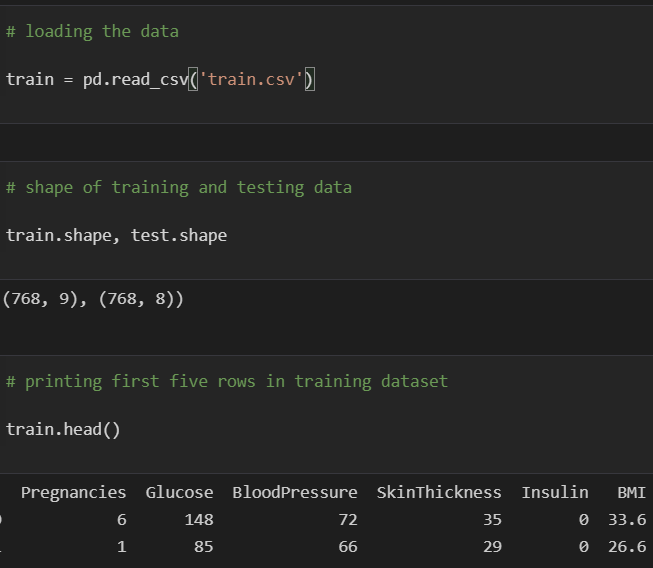 # loading the data
train = pd.read_csv('train.csv')
# shape of training and testing data
train.shape, test.shape
(768, 9), (768, 8))
# printing first five rows in training dataset
train.head()
Pregnancies Glucose BloodPressure SkinThickness Insulin BMI
6 148 72 35 0 33.6
1 85 66 29 0 26.6